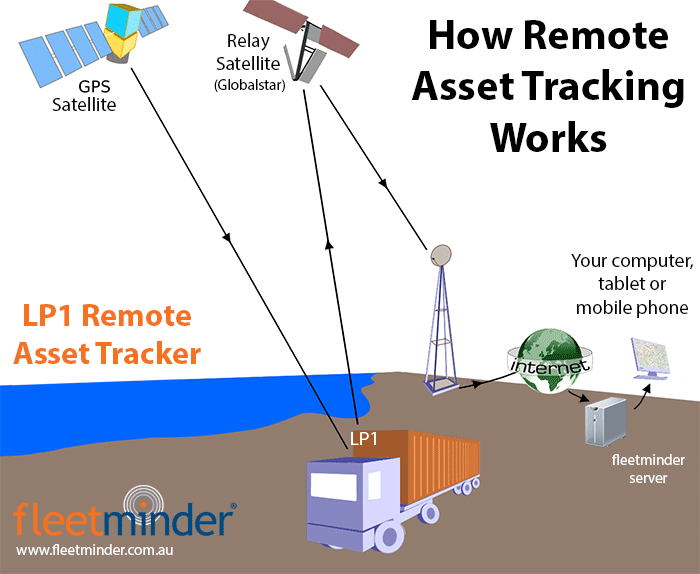 How Remote
Asset Tracking
Works
GPS
Satellite
Relay
Satellite
(Globalstar)
Your computer,
tablet or
mobile phone
LP1 Remote
Asset Tracker
internet
LP1
fleetminder
server
fleetminder®
www.fleetminder.com.au